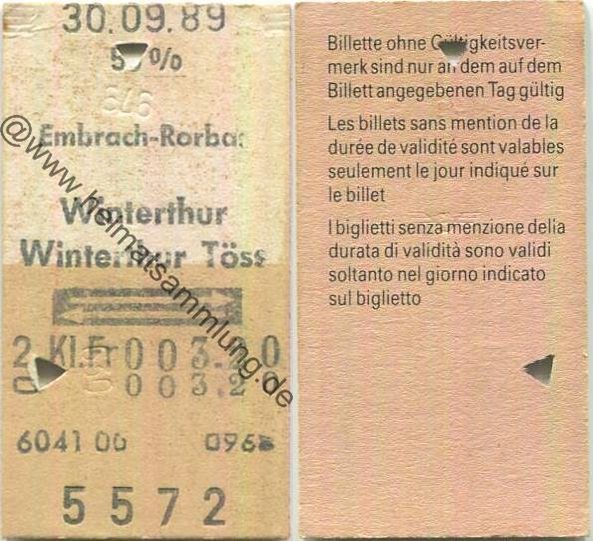 30.09.89
50%
646
Embrach-Rorbas
Winterthur
Winterthur Töss
2 Kl.Fr 003.20
003.20
6041 00 096
5572
@www.heimatsammlung.de
Billette ohne Gültigkeitsver-
merk sind nur an dem auf dem
Billett angegebenen Tag gültig
Les billets sans mention de la
durée de validité sont valables
seulement le jour indiqué sur
le billet
I biglietti senza menzione della
durata di validità sono validi
soltanto nel giorno indicato
sul biglietto